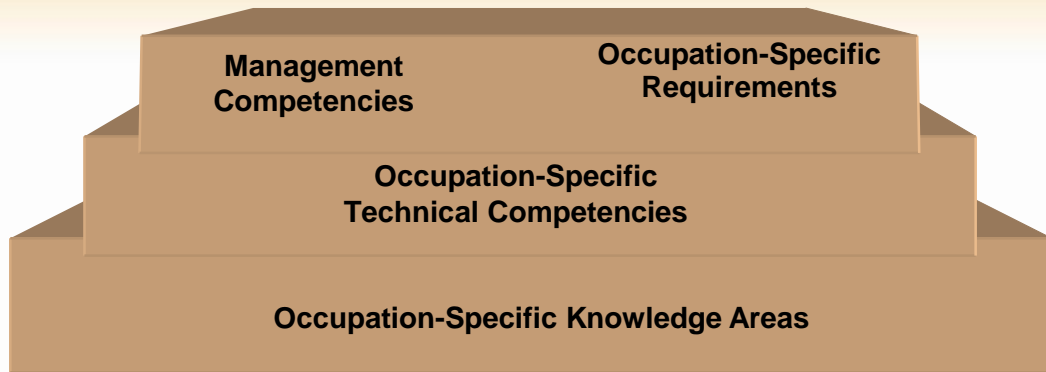 Management
Competencies
Occupation-Specific
Requirements
Occupation-Specific
Technical Competencies
Occupation-Specific Knowledge Areas